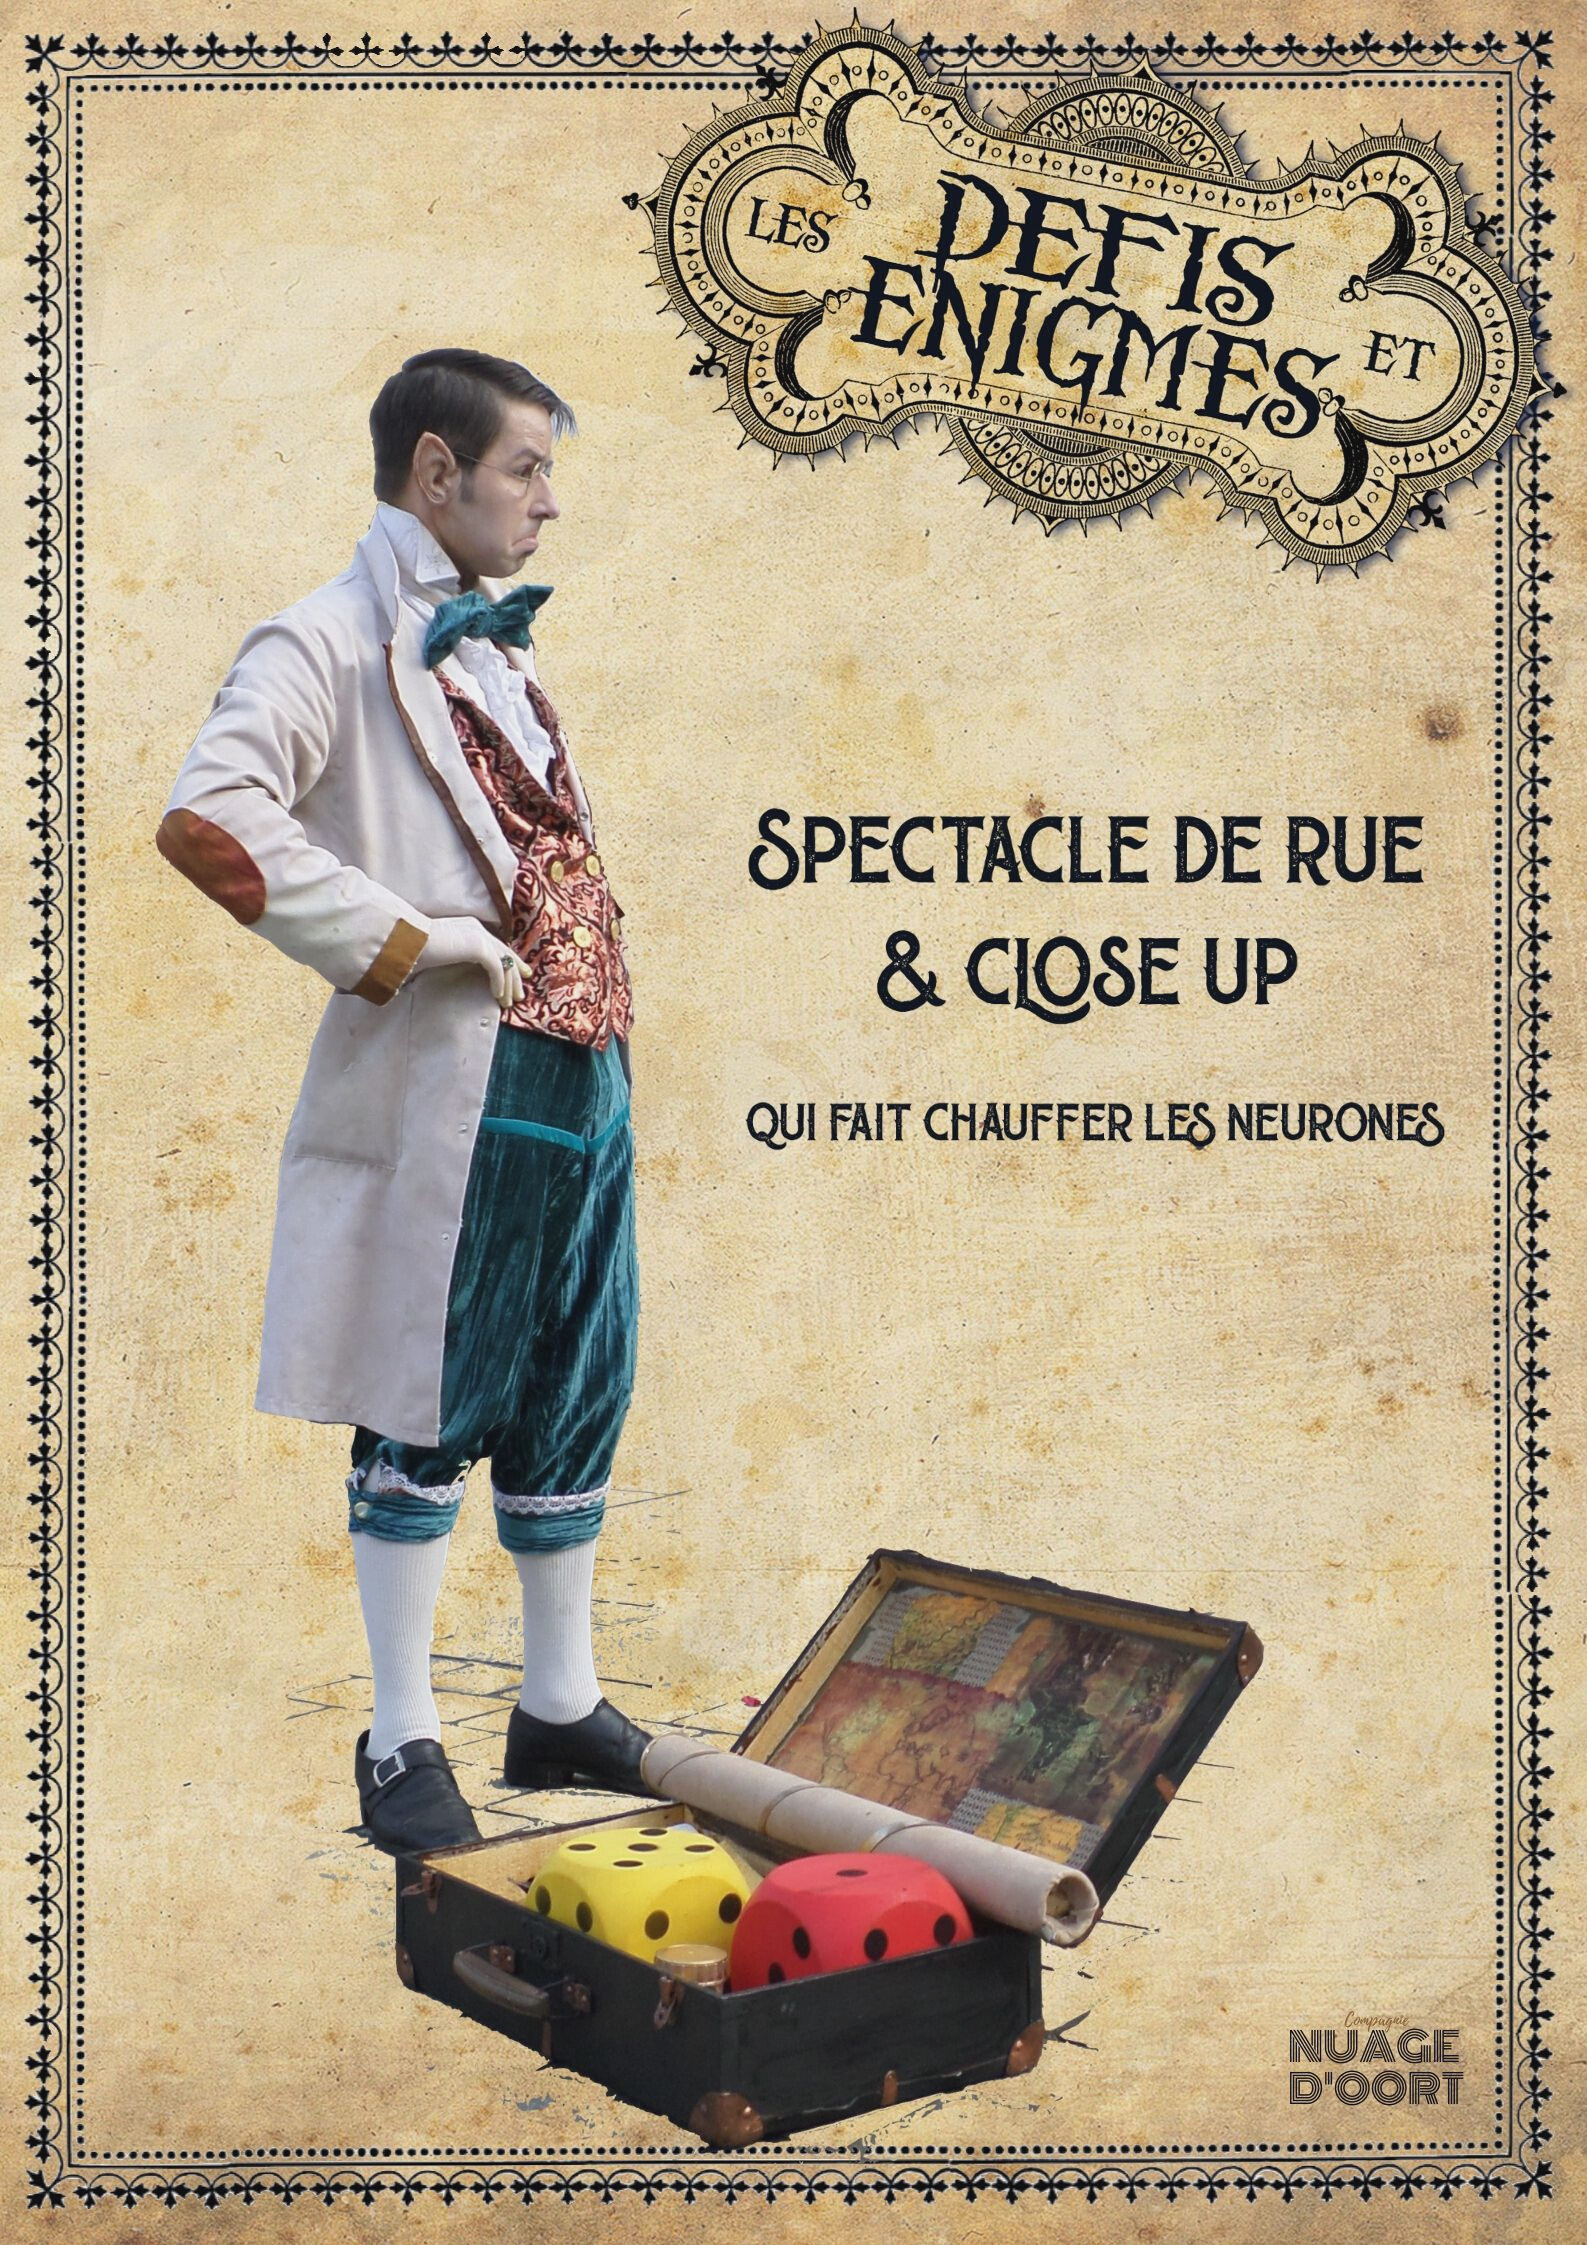 LES DEFIS ET
ENIGMES
SPECTACLE DE RUE
& CLOSE UP
QUI FAIT CHAUFFER LES NEURONES
Compagnie
NUAGE
D'OORT